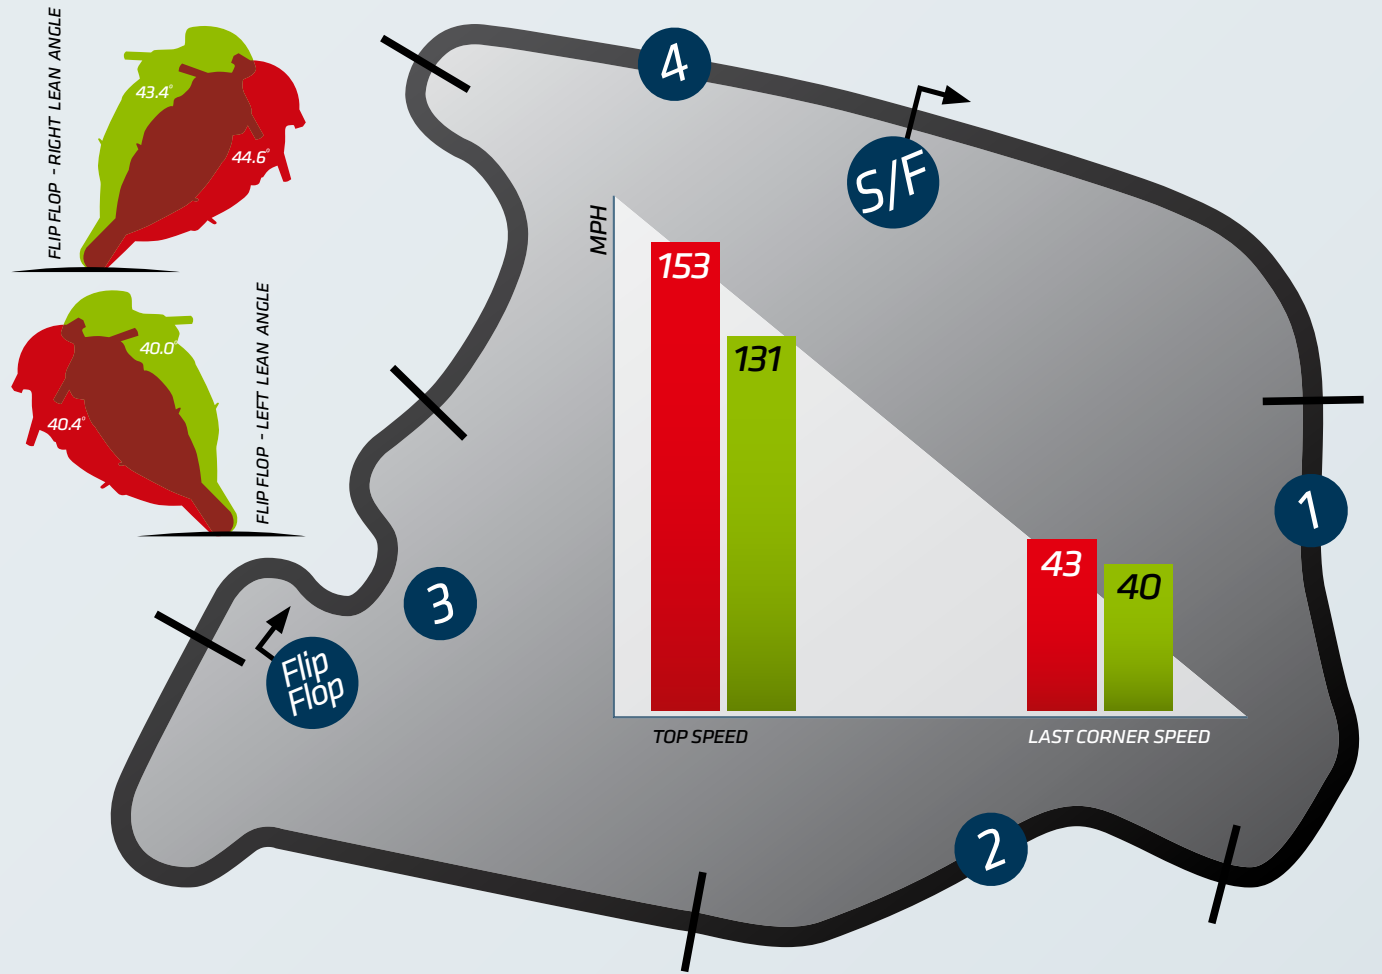 FLIP FLOP - RIGHT LEAN ANGLE
43.4°
44.6°
FLIP FLOP - LEFT LEAN ANGLE
40.0°
40.4°
4
S/F
1
2
3
Flip
Flop
MPH
153
131
43
40
TOP SPEED
LAST CORNER SPEED